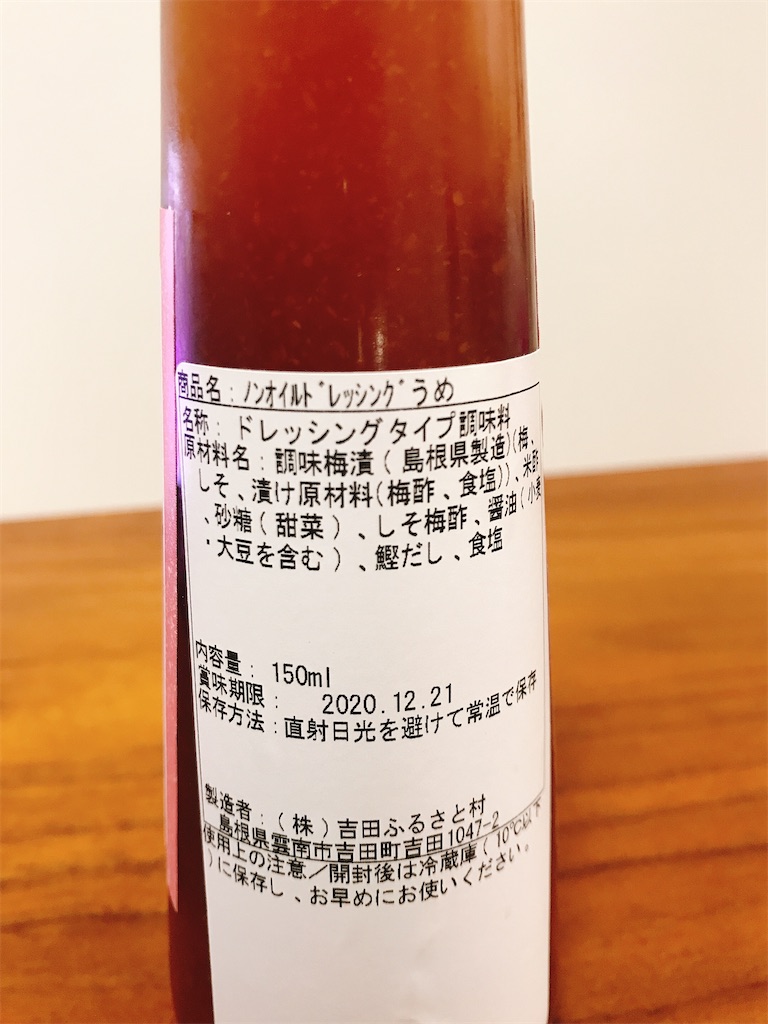 商品名：ﾉﾝｵｲﾙﾄﾞﾚｯｼﾝｸﾞうめ
名称：ドレッシングタイプ調味料
原材料名：調味梅漬（島根県製造）（梅、
しそ、漬け原材料（梅酢、食塩））、米酢
、砂糖（甜菜）、しそ梅酢、醤油（小麦
・大豆を含む）、鰹だし、食塩
内容量：150ml
賞味期限：　2020.12.21
保存方法：直射日光を避けて常温で保存
製造者：（株）吉田ふるさと村
島根県雲南市吉田町吉田1047-2
使用上の注意／開封後は冷蔵庫（10℃以下
）に保存し、お早めにお使いください。